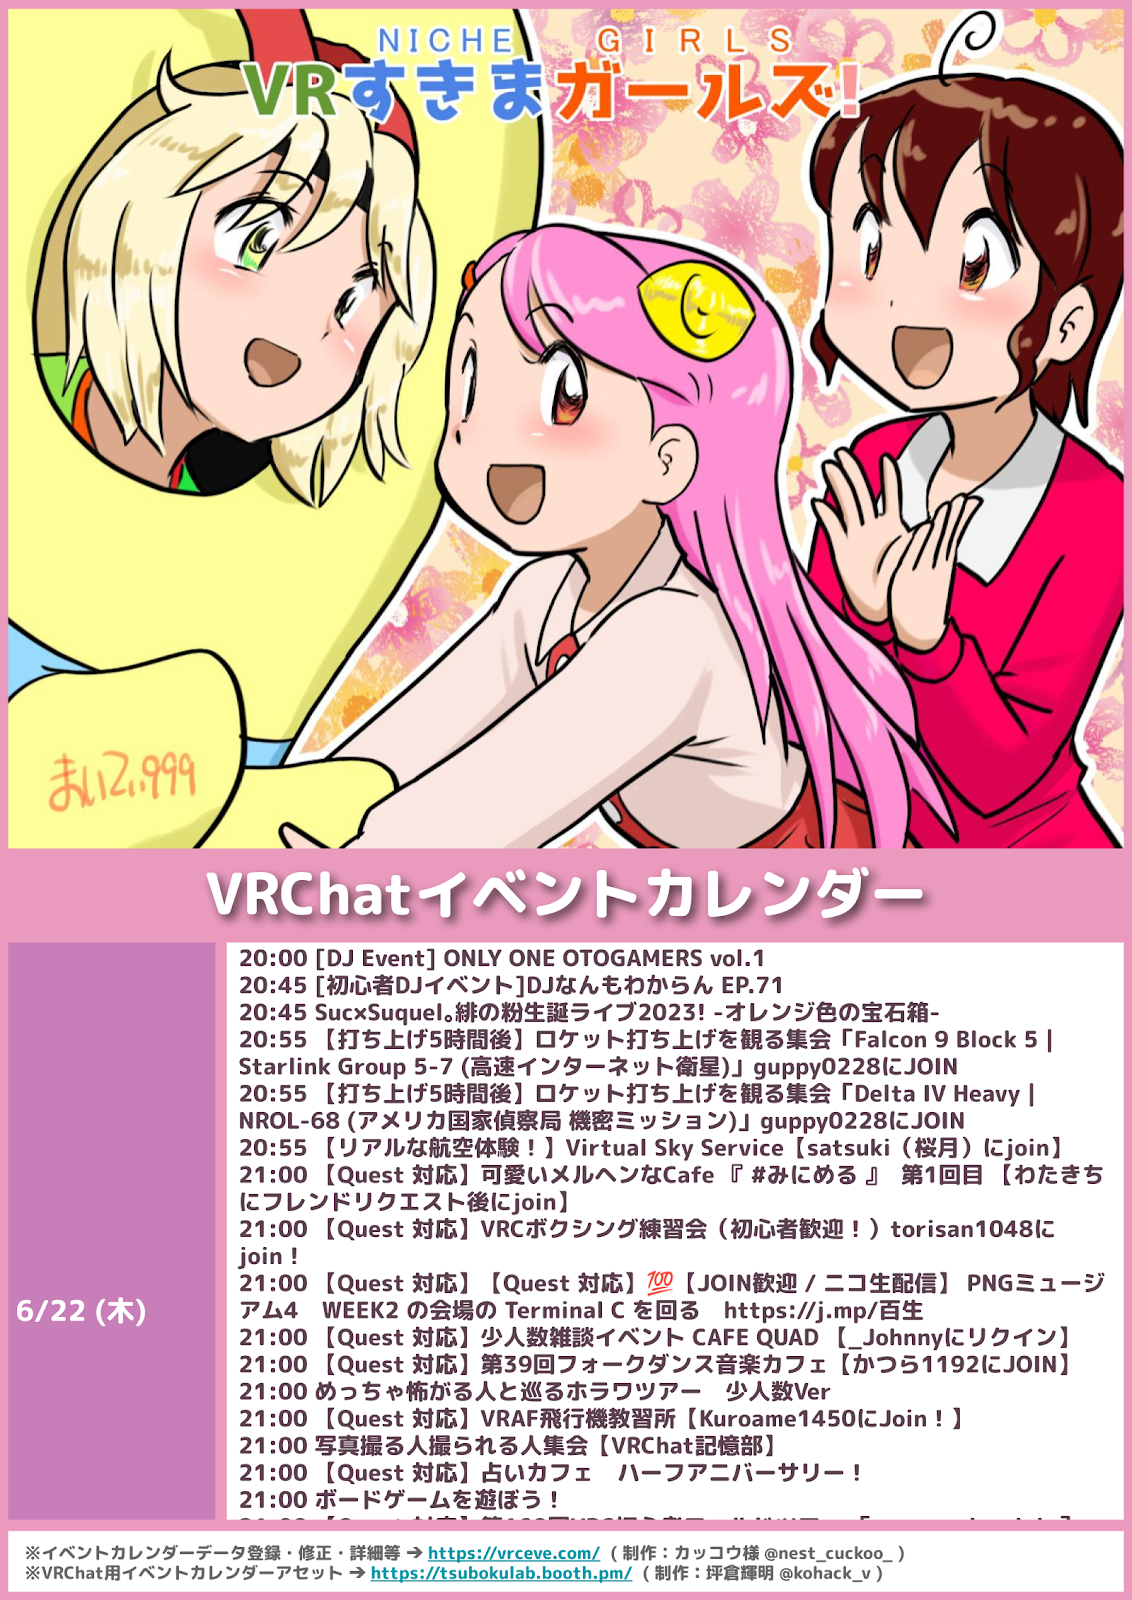 NICHE GIRLS
VRすきまガールズ!
まいてぃ999
VRChatイベントカレンダー
6/22 (木)
20:00 [DJ Event] ONLY ONE OTOGAMERS vol.1
20:45 [初心者DJイベント]DJなんもわからん EP.71
20:45 Suc×Suquel｡緋の粉生誕ライブ2023! -オレンジ色の宝石箱-
20:55 【打ち上げ5時間後】ロケット打ち上げを観る集会「Falcon 9 Block 5 |
Starlink Group 5-7 (高速インターネット衛星)」guppy0228にJOIN
20:55 【打ち上げ5時間後】ロケット打ち上げを観る集会「Delta IV Heavy |
NROL-68 (アメリカ国家偵察局 機密ミッション)」guppy0228にJOIN
20:55 【リアルな航空体験！】Virtual Sky Service【satsuki（桜月）にjoin】
21:00 【Quest 対応】可愛いメルヘンなCafe 『 #みにめる 』 第1回目 【わたきち
にフレンドリクエスト後にjoin】
21:00 【Quest 対応】VRCボクシング練習会（初心者歓迎！）torisan1048に
join！
21:00 【Quest 対応】【Quest 対応】💯【JOIN歓迎 / ニコ生配信】 PNGミュージ
アム4　WEEK2 の会場の Terminal C を回る　https://j.mp/百生
21:00 【Quest 対応】少人数雑談イベント CAFE QUAD 【_Johnnyにリクイン】
21:00 【Quest 対応】第39回フォークダンス音楽カフェ【かつら1192にJOIN】
21:00 めっちゃ怖がる人と巡るホラワツアー　少人数Ver
21:00 【Quest 対応】VRAF飛行機教習所【Kuroame1450にJoin！】
21:00 写真撮る人撮られる人集会【VRChat記憶部】
21:00 【Quest 対応】占いカフェ　ハーフアニバーサリー！
21:00 ボードゲームを遊ぼう！
※イベントカレンダーデータ登録・修正・詳細等 ➔ https://vrceve.com/ （ 制作：カッコウ様 @nest_cuckoo_ ）
※VRChat用イベントカレンダーアセット ➔ https://tsubokulab.booth.pm/ （ 制作：坪倉輝明 @kohack_v ）